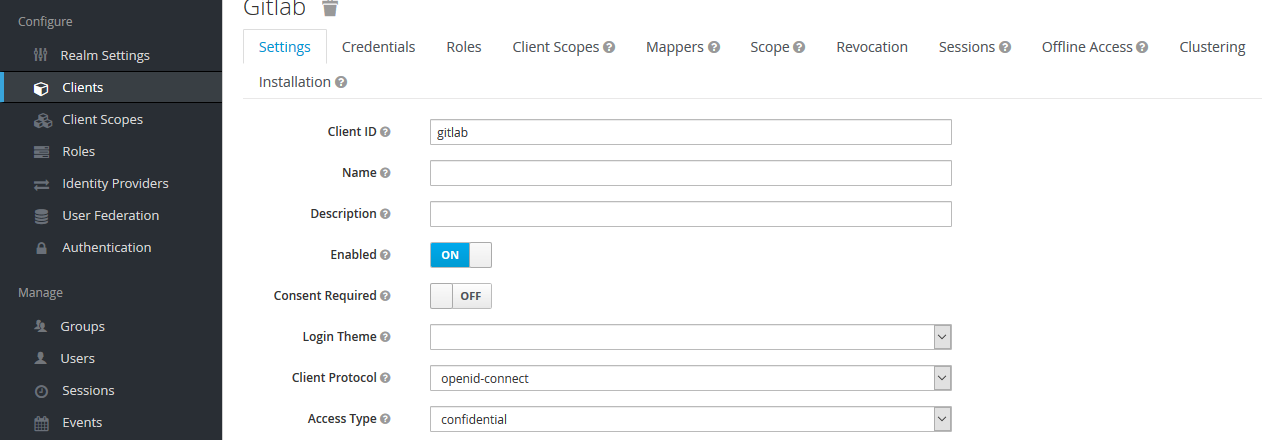 Gitlab
Configure
Realm Settings
Clients
Client Scopes
Roles
Identity Providers
User Federation
Authentication
Manage
Groups
Users
Sessions
Events
Settings Credentials Roles Client Scopes Mappers Scope Revocation Sessions Offline Access Clustering
Installation
Client ID gitlab
Name
Description
Enabled ON
Consent Required OFF
Login Theme
Client Protocol openid-connect
Access Type confidential